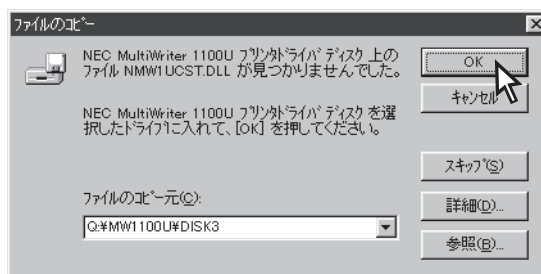 ファイルのコピー
NEC MultiWriter 1100U プリンタドライバ ディスク 上の
ファイル NMW1UCST.DLL が見つかりませんでした。
NEC MultiWriter 1100U プリンタドライバ ディスク を選
択したドライブに入れて、[OK] を押してください。
ファイルのコピー元(C):
Q:¥MW1100U¥DISK3
OK
キャンセル
スキップ(S)
詳細(D)...
参照(B)...